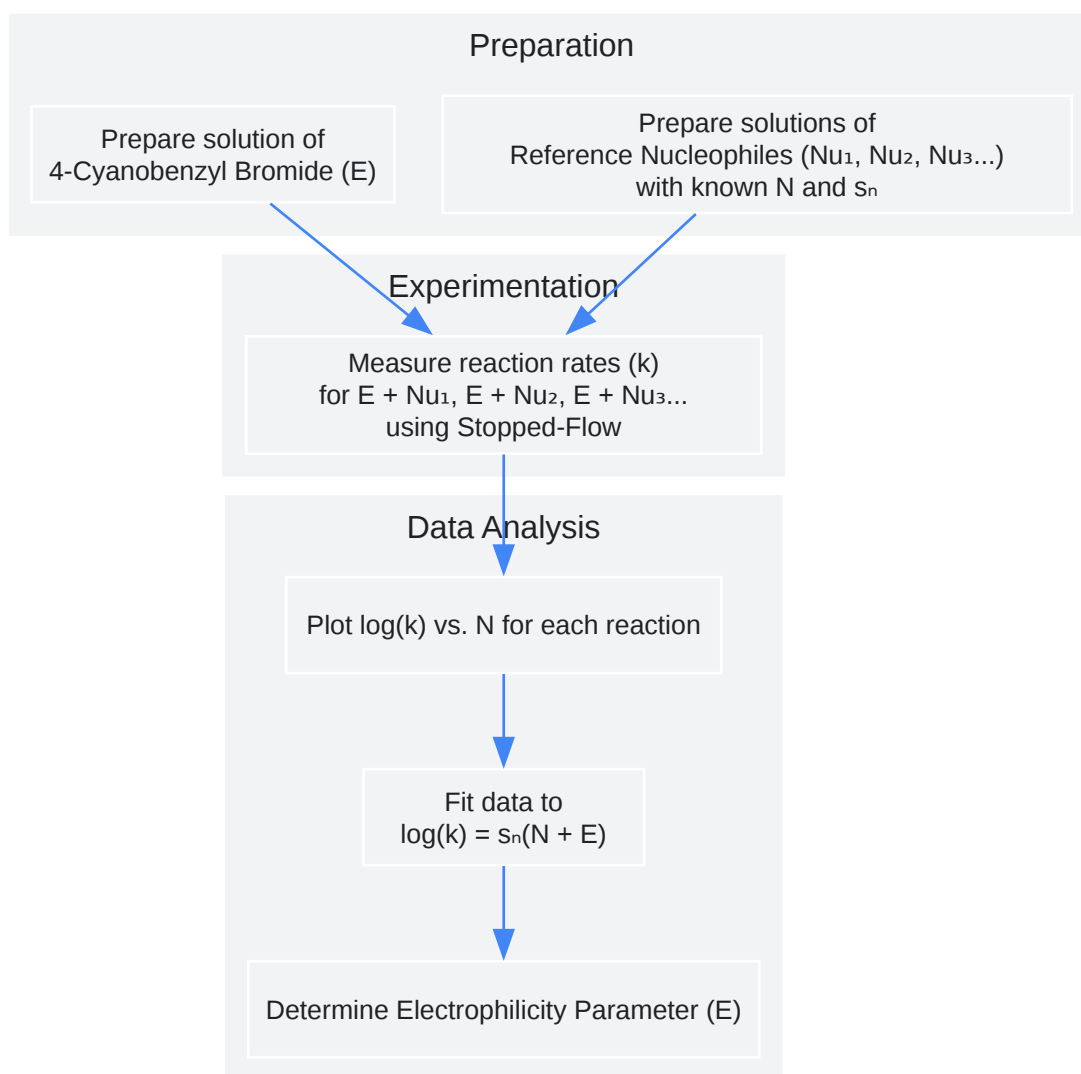 Preparation
Prepare solution of
4-Cyanobenzyl Bromide (E)
Prepare solutions of
Reference Nucleophiles (Nu₁, Nu₂, Nu₃...)
with known N and sₙ
Experimentation
Measure reaction rates (k)
for E + Nu₁, E + Nu₂, E + Nu₃...
using Stopped-Flow
Data Analysis
Plot log(k) vs. N for each reaction
Fit data to
log(k) = sₙ(N + E)
Determine Electrophilicity Parameter (E)